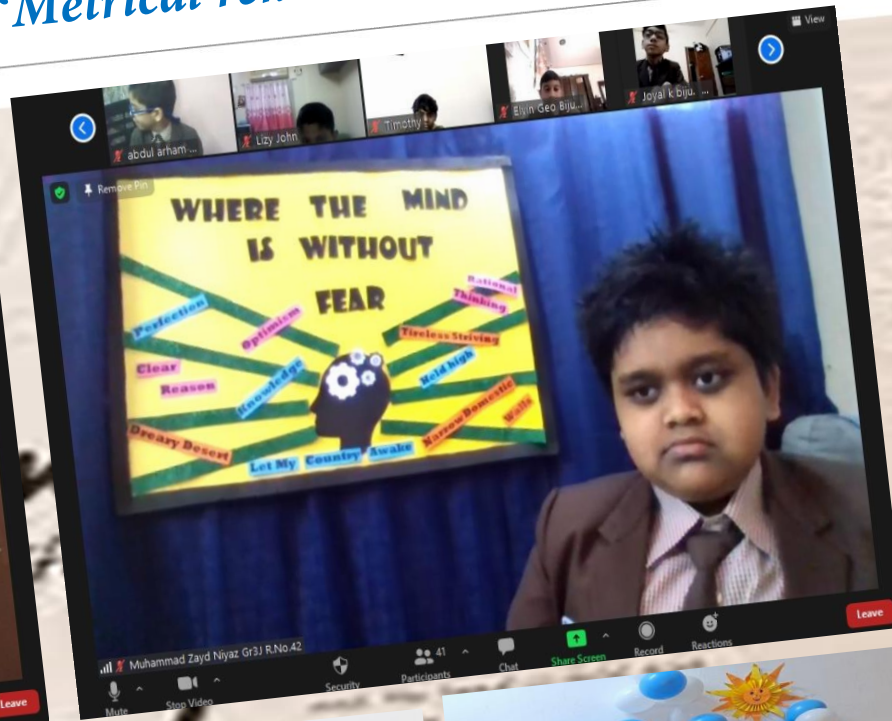 "Metrical
View
abdul arham ...
Lizy John
Timothy
Elvin Geo Biju...
Joyal k biju. ...
Remove Pin
WHERE THE MIND
IS WITHOUT
FEAR
Rational
Thinking
Perfection
Optimism
Tireless Striving
Clear
Reason
Knowledge
Held high
Dreary Desert
Narrow Domestic
Walls
Let My Country Awake
Muhammad Zayd Niyaz Gr3J R.No.42
Mute
Stop Video
Security
41
Participants
Chat
Share Screen
Record
Reactions
Leave
Leave